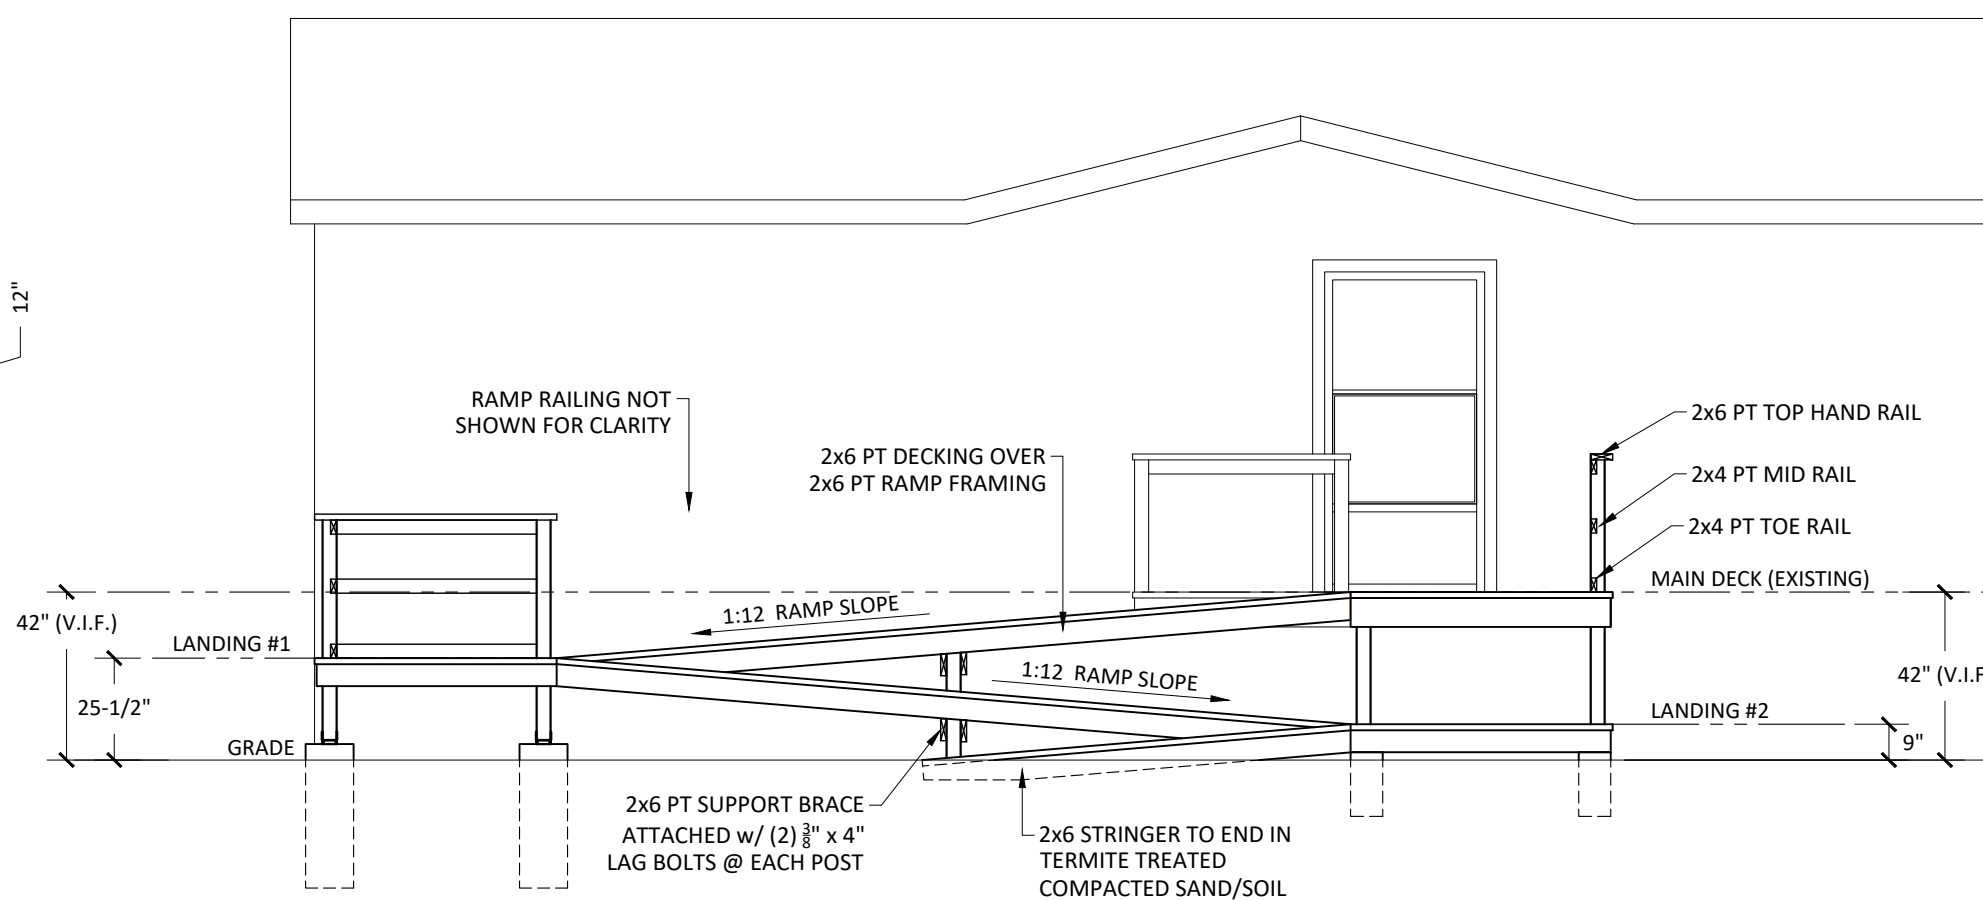 12"
RAMP RAILING NOT
SHOWN FOR CLARITY
2x6 PT DECKING OVER
2x6 PT RAMP FRAMING
2x6 PT TOP HAND RAIL
2x4 PT MID RAIL
2x4 PT TOE RAIL
MAIN DECK (EXISTING)
42" (V.I.F.)
1:12 RAMP SLOPE
LANDING #1
1:12 RAMP SLOPE
42" (V.I.F
25-1/2"
LANDING #2
GRADE
9"
2x6 PT SUPPORT BRACE
ATTACHED w/ (2) 3/8" x 4"
LAG BOLTS @ EACH POST
2x6 STRINGER TO END IN
TERMITE TREATED
COMPACTED SAND/SOIL